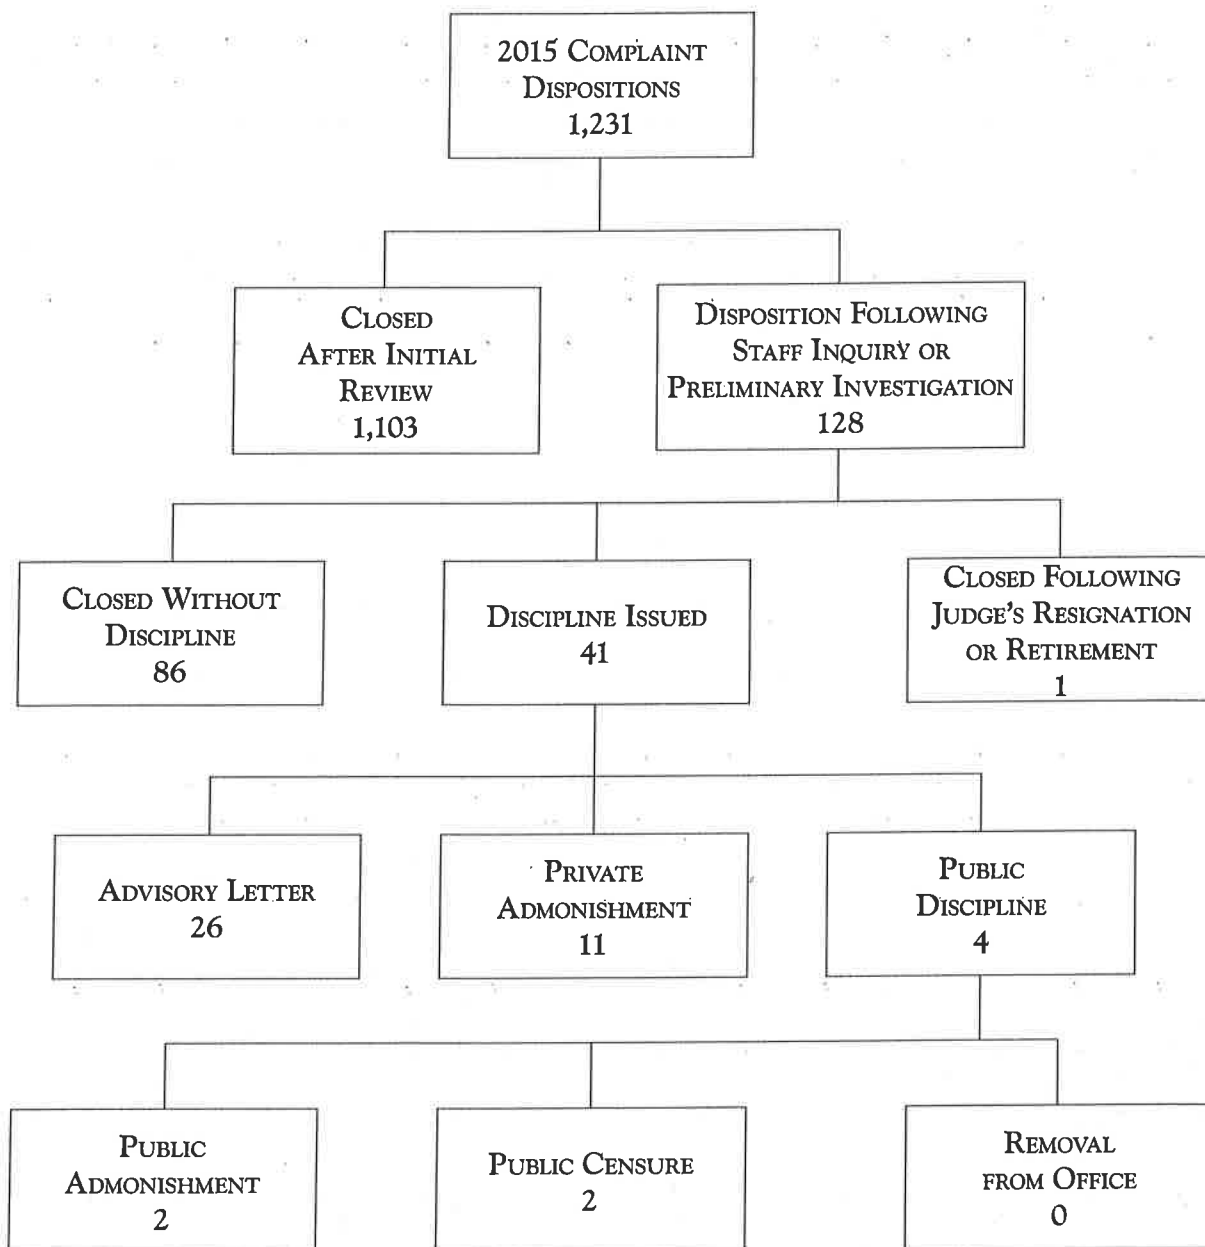 2015 Complaint
Dispositions
1,231
Closed
After Initial
Review
1,103
Disposition Following
Staff Inquiry or
Preliminary Investigation
128
Closed Without
Discipline
86
Discipline Issued
41
Closed Following
Judge's Resignation
or Retirement
1
Advisory Letter
26
Private
Admonishment
11
Public
Discipline
4
Public
Admonishment
2
Public Censure
2
Removal
from Office
0